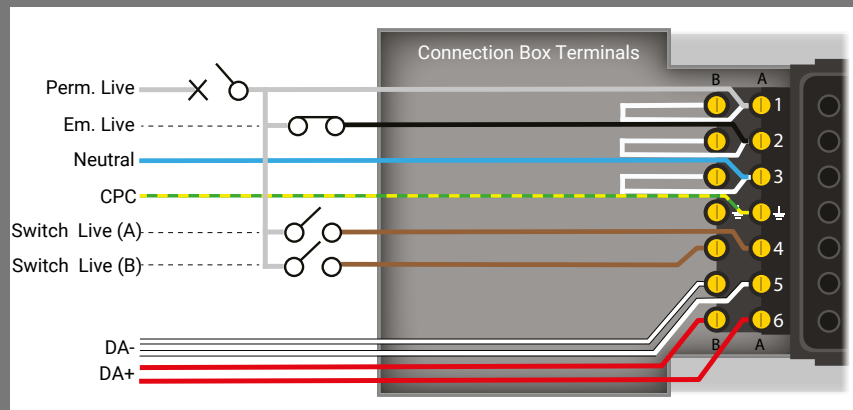 Connection Box Terminals
B A
Perm. Live
1
Em. Live
2
Neutral
3
CPC
Switch Live (A)
4
Switch Live (B)
5
6
DA-
B A
DA+